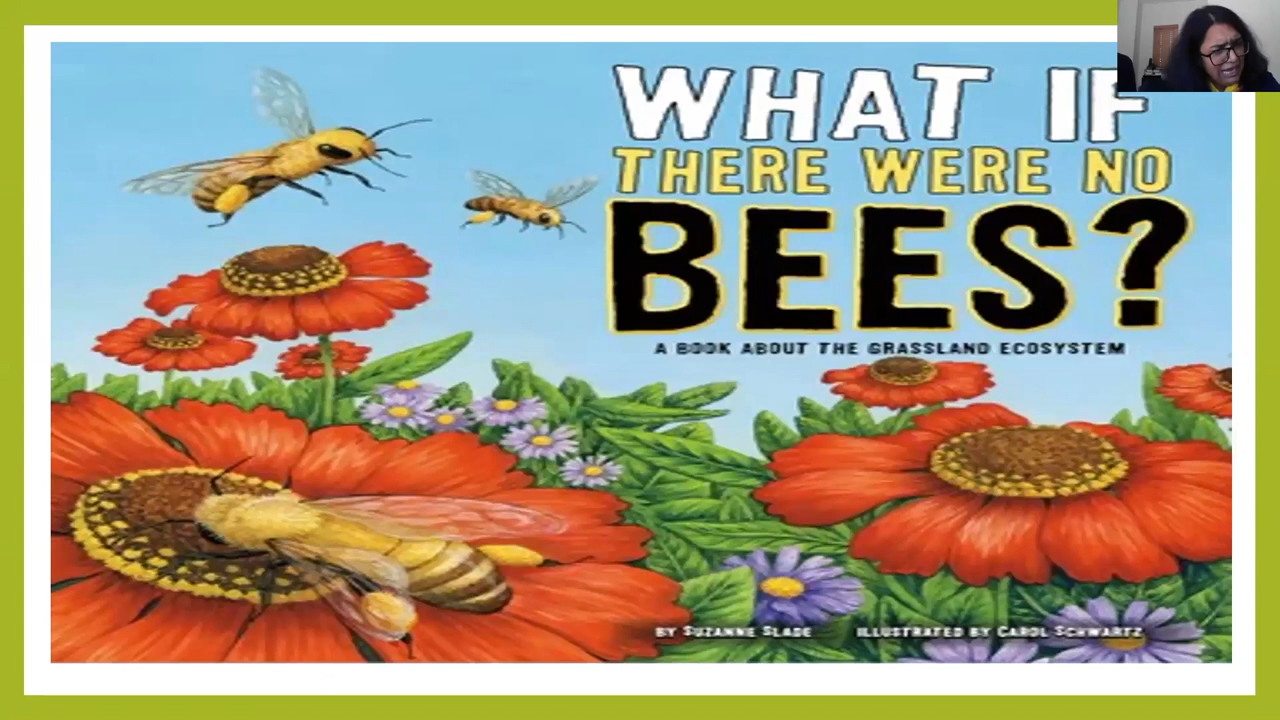 WHAT IF
THERE WERE NO
BEES?
A BOOK ABOUT THE GRASSLAND ECOSYSTEM
BY SUZANNE SLADE ILLUSTRATED BY CAROL SCHWARTZ